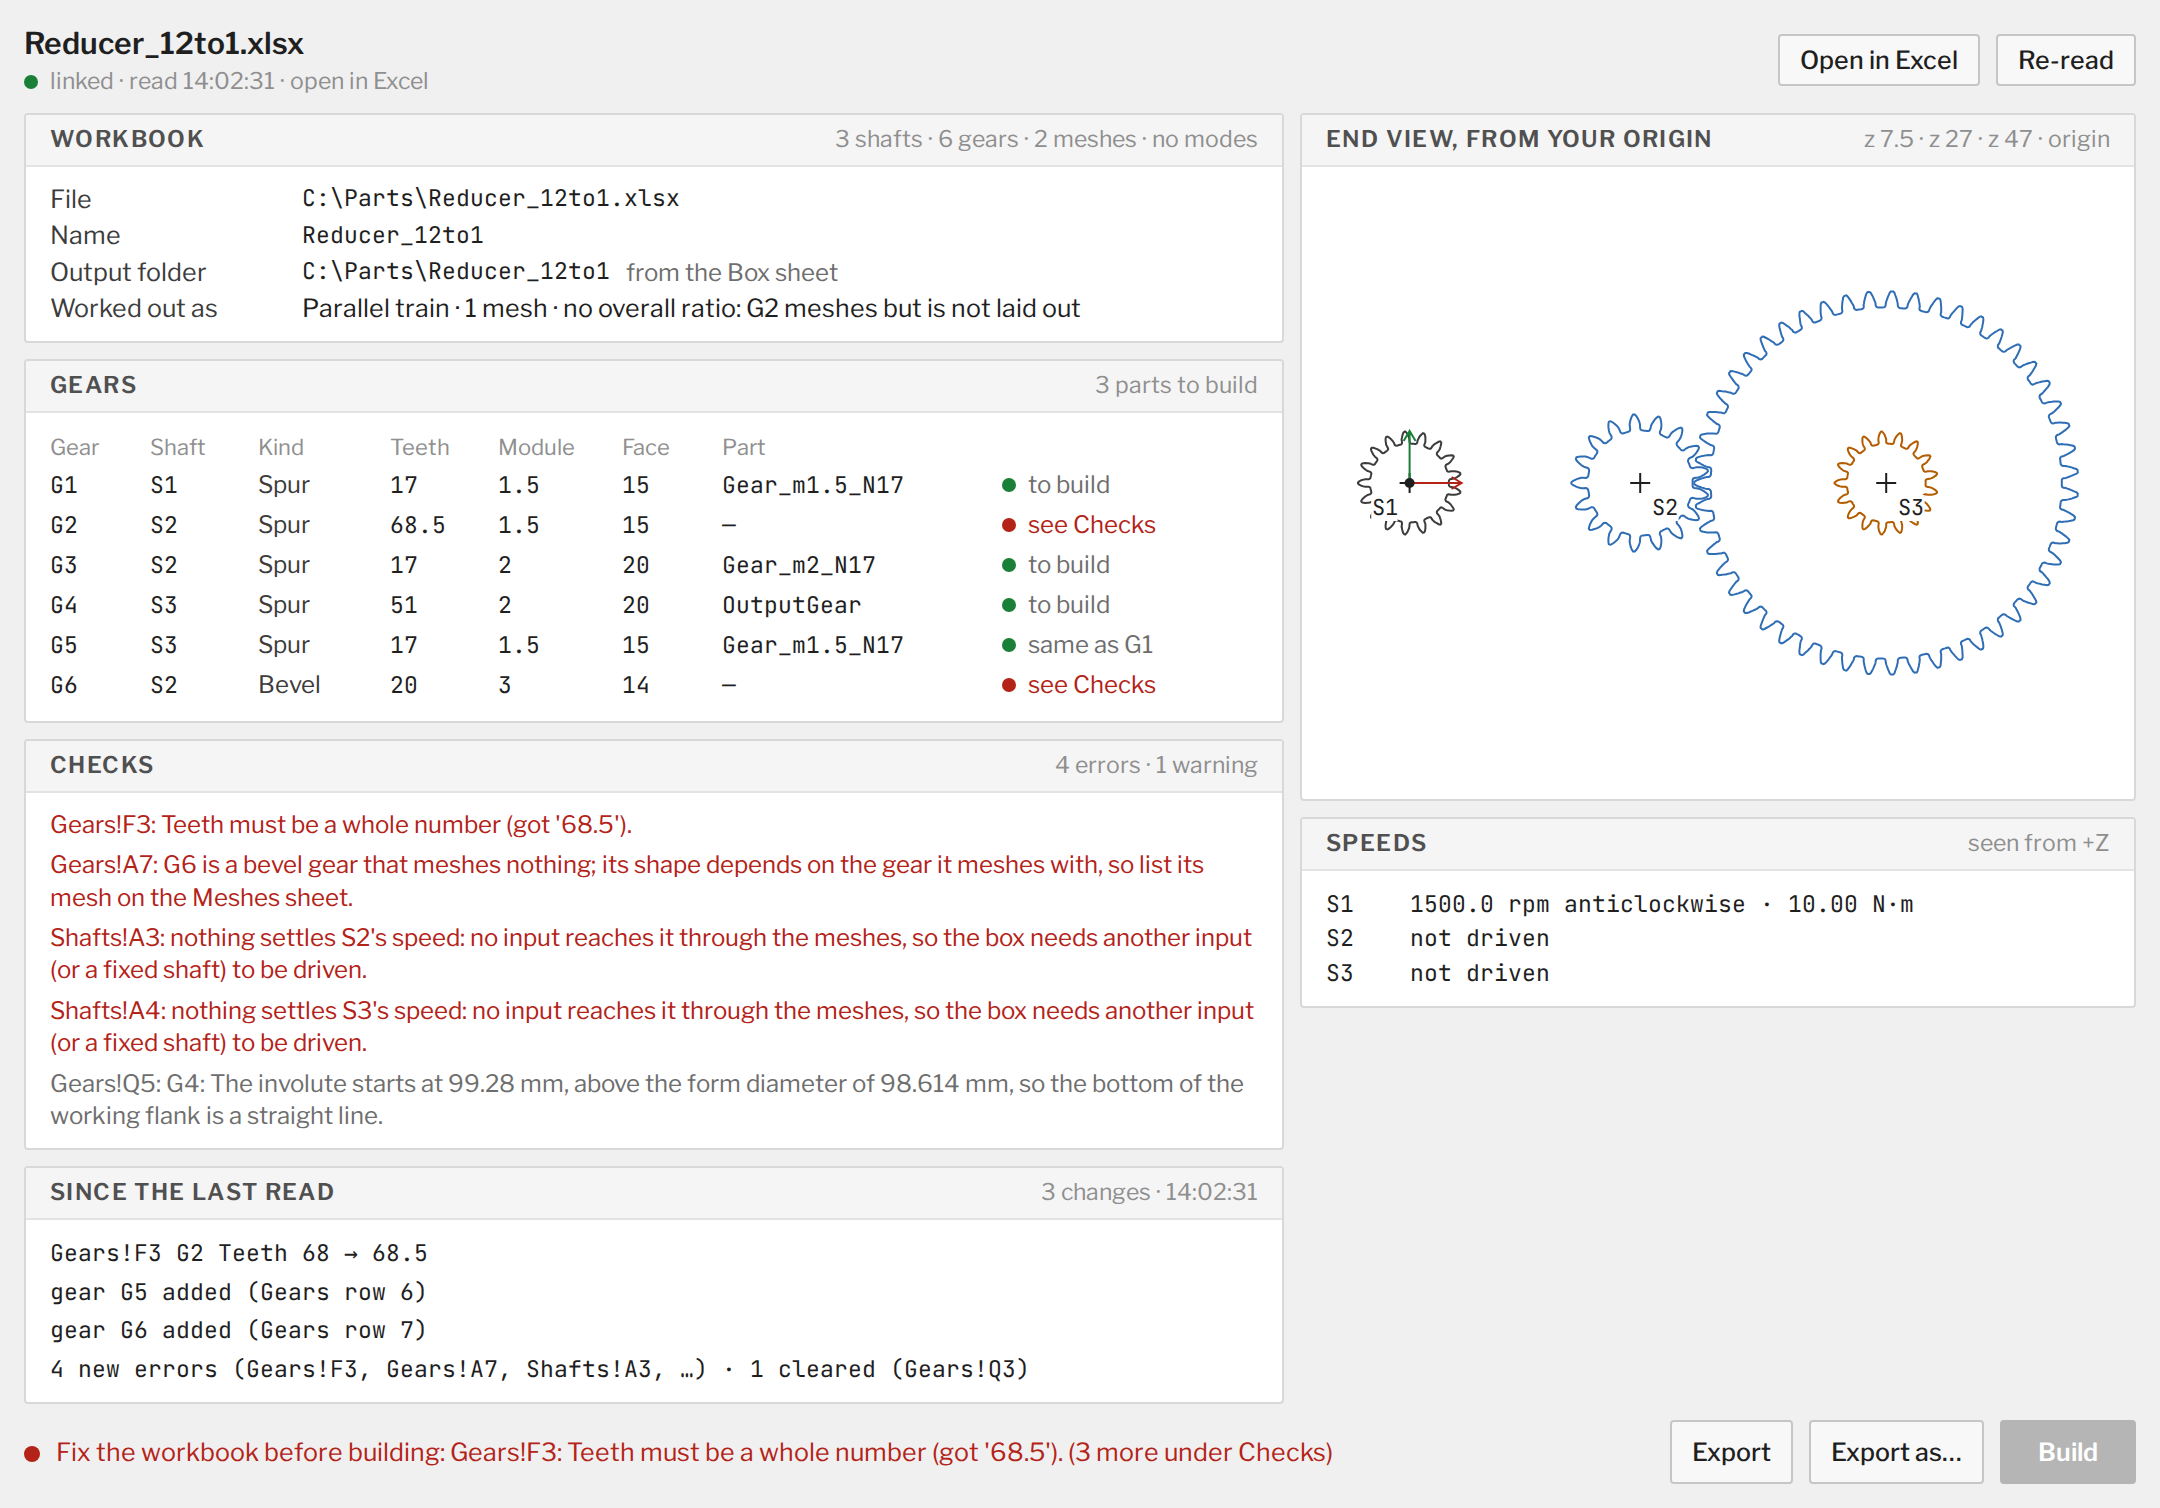 Reducer_12to1.xlsx
linked · read 14:02:31 · open in Excel
Open in Excel
Re-read
WORKBOOK
3 shafts · 6 gears · 2 meshes · no modes
File C:\Parts\Reducer_12to1.xlsx
Name Reducer_12to1
Output folder C:\Parts\Reducer_12to1 from the Box sheet
Worked out as Parallel train · 1 mesh · no overall ratio: G2 meshes but is not laid out
GEARS
3 parts to build
Gear Shaft Kind Teeth Module Face Part
G1 S1 Spur 17 1.5 15 Gear_m1.5_N17 to build
G2 S2 Spur 68.5 1.5 15 — see Checks
G3 S2 Spur 17 2 20 Gear_m2_N17 to build
G4 S3 Spur 51 2 20 OutputGear to build
G5 S3 Spur 17 1.5 15 Gear_m1.5_N17 same as G1
G6 S2 Bevel 20 3 14 — see Checks
CHECKS
4 errors · 1 warning
Gears!F3: Teeth must be a whole number (got '68.5').
Gears!A7: G6 is a bevel gear that meshes nothing; its shape depends on the gear it meshes with, so list its
mesh on the Meshes sheet.
Shafts!A3: nothing settles S2's speed: no input reaches it through the meshes, so the box needs another input
(or a fixed shaft) to be driven.
Shafts!A4: nothing settles S3's speed: no input reaches it through the meshes, so the box needs another input
(or a fixed shaft) to be driven.
Gears!Q5: G4: The involute starts at 99.28 mm, above the form diameter of 98.614 mm, so the bottom of the
working flank is a straight line.
SINCE THE LAST READ
3 changes · 14:02:31
Gears!F3 G2 Teeth 68 → 68.5
gear G5 added (Gears row 6)
gear G6 added (Gears row 7)
4 new errors (Gears!F3, Gears!A7, Shafts!A3, …) · 1 cleared (Gears!Q3)
END VIEW, FROM YOUR ORIGIN
z 7.5 · z 27 · z 47 · origin
S1
S2
S3
SPEEDS
seen from +Z
S1 1500.0 rpm anticlockwise · 10.00 N·m
S2 not driven
S3 not driven
Fix the workbook before building: Gears!F3: Teeth must be a whole number (got '68.5'). (3 more under Checks)
Export
Export as...
Build